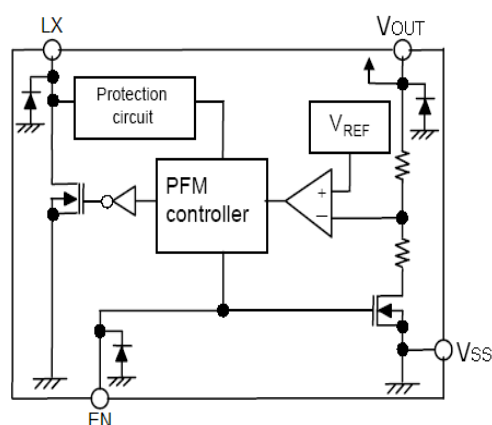 LX
VOUT
Protection
circuit
VREF
PFM
controller
+
−
VSS
EN